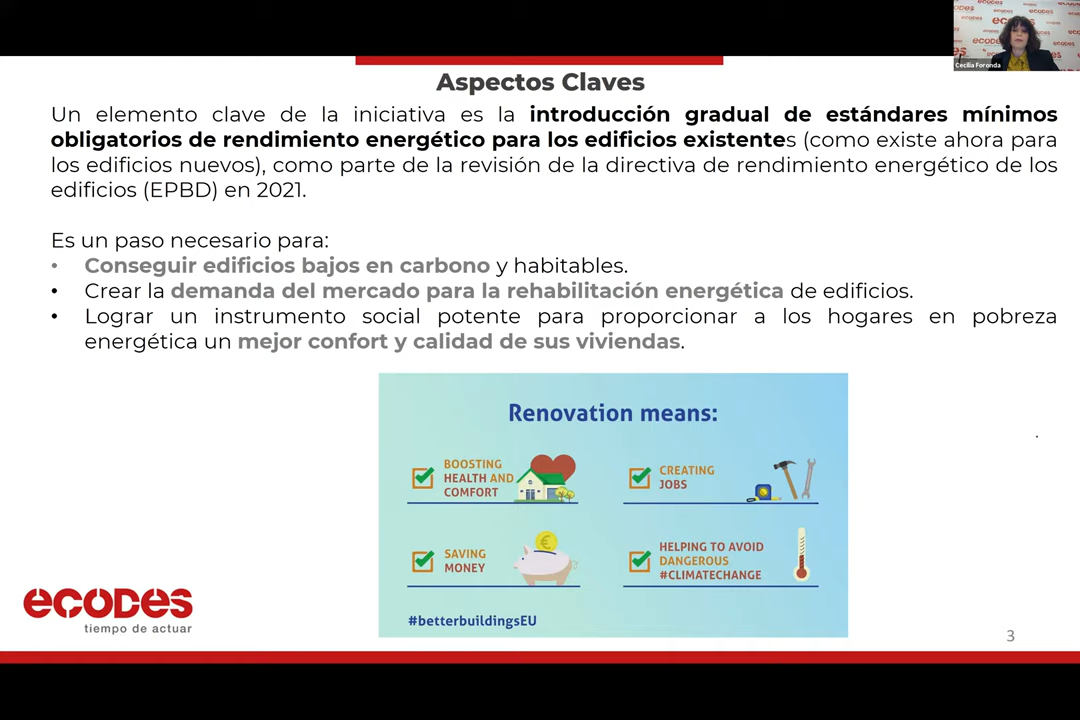 ecodes
Cecilia Foronda
Aspectos Claves
Un elemento clave de la iniciativa es la introducción gradual de estándares mínimos
obligatorios de rendimiento energético para los edificios existentes (como existe ahora para
los edificios nuevos), como parte de la revisión de la directiva de rendimiento energético de los
edificios (EPBD) en 2021.
Es un paso necesario para:
• Conseguir edificios bajos en carbono y habitables.
• Crear la demanda del mercado para la rehabilitación energética de edificios.
• Lograr un instrumento social potente para proporcionar a los hogares en pobreza
energética un mejor confort y calidad de sus viviendas.
Renovation means:
BOOSTING
HEALTH AND
COMFORT
CREATING
JOBS
SAVING
MONEY
HELPING TO AVOID
DANGEROUS
#CLIMATECHANGE
#betterbuildingsEU
ecodes
tiempo de actuar
3